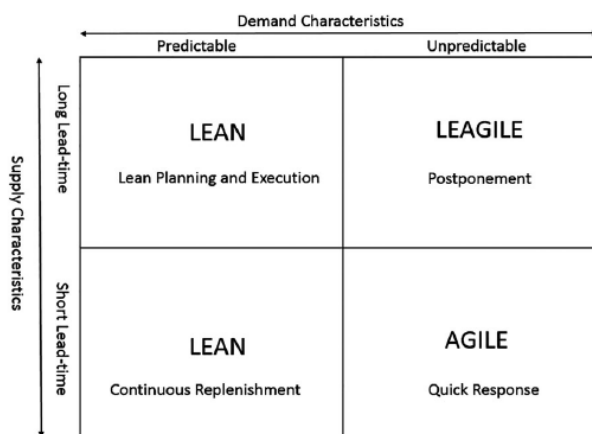 Demand Characteristics
Predictable
Unpredictable
Supply Characteristics
Long Lead-time
LEAN
Lean Planning and Execution
LEAGILE
Postponement
Short Lead-time
LEAN
Continuous Replenishment
AGILE
Quick Response